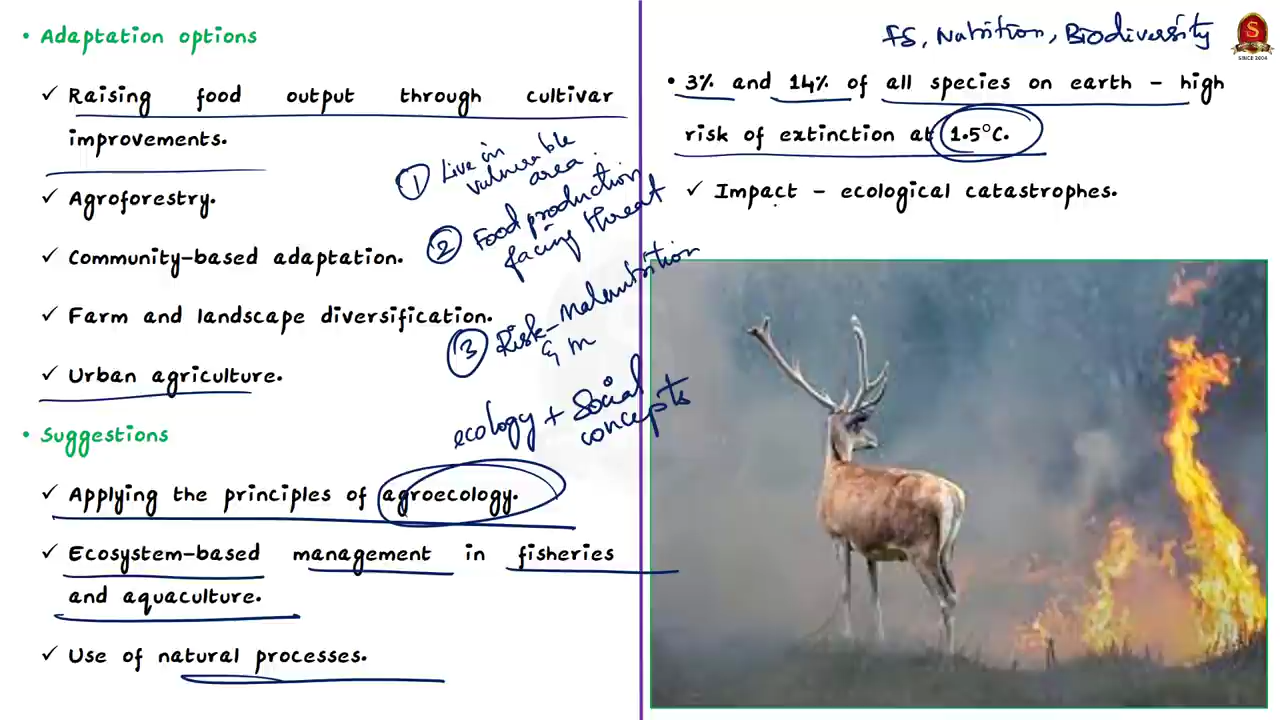 • Adaptation options
✓ Raising food output through cultivar
improvements.
✓ Agroforestry.
✓ Community-based adaptation.
✓ Farm and landscape diversification.
✓ Urban agriculture.
• Suggestions
✓ Applying the principles of agroecology.
✓ Ecosystem-based management in fisheries
and aquaculture.
✓ Use of natural processes.
① Live in
vulnerable
area.
② Food production
facing threat
③ Risk - Malnutrition
& m
ecology + Social
concepts
FS, Nutrition, Biodiversity
S
SINCE 2004
• 3% and 14% of all species on earth – high
risk of extinction at 1.5°C.
✓ Impact – ecological catastrophes.